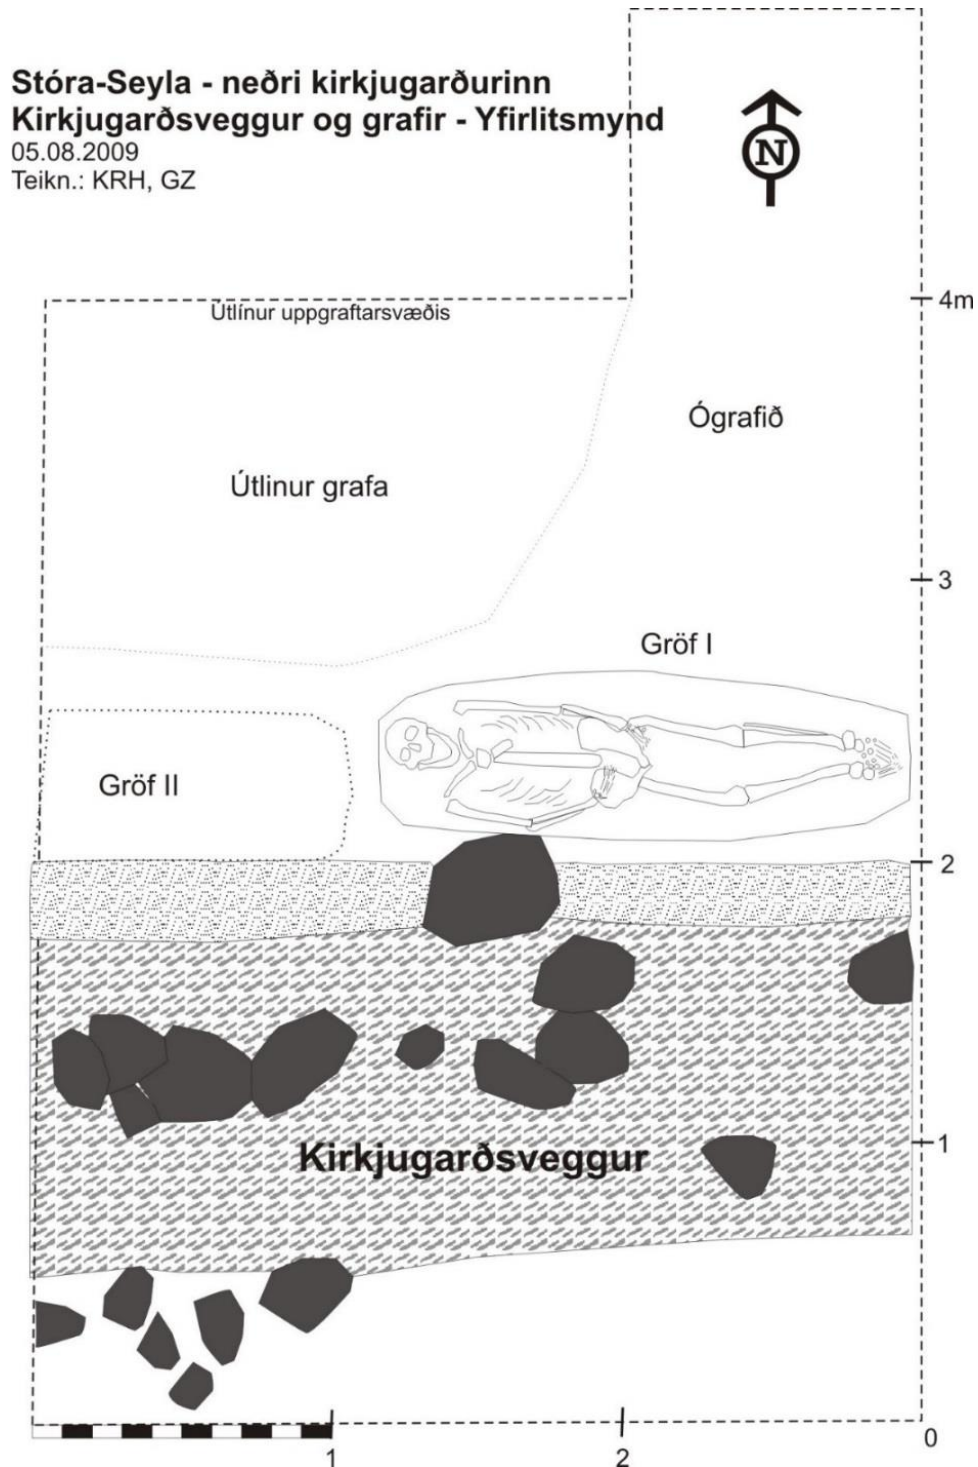 Stóra-Seyla - neðri kirkjugarðurinn
Kirkjugarðsveggur og grafir - Yfirlitsmynd
05.08.2009
Teikn.: KRH, GZ
N
4m
Útlínur uppgraftarsvæðis
Ógrafið
Útlinur grafa
3
Gröf I
Gröf II
2
Kirkjugarðsveggur
1
0
1
2